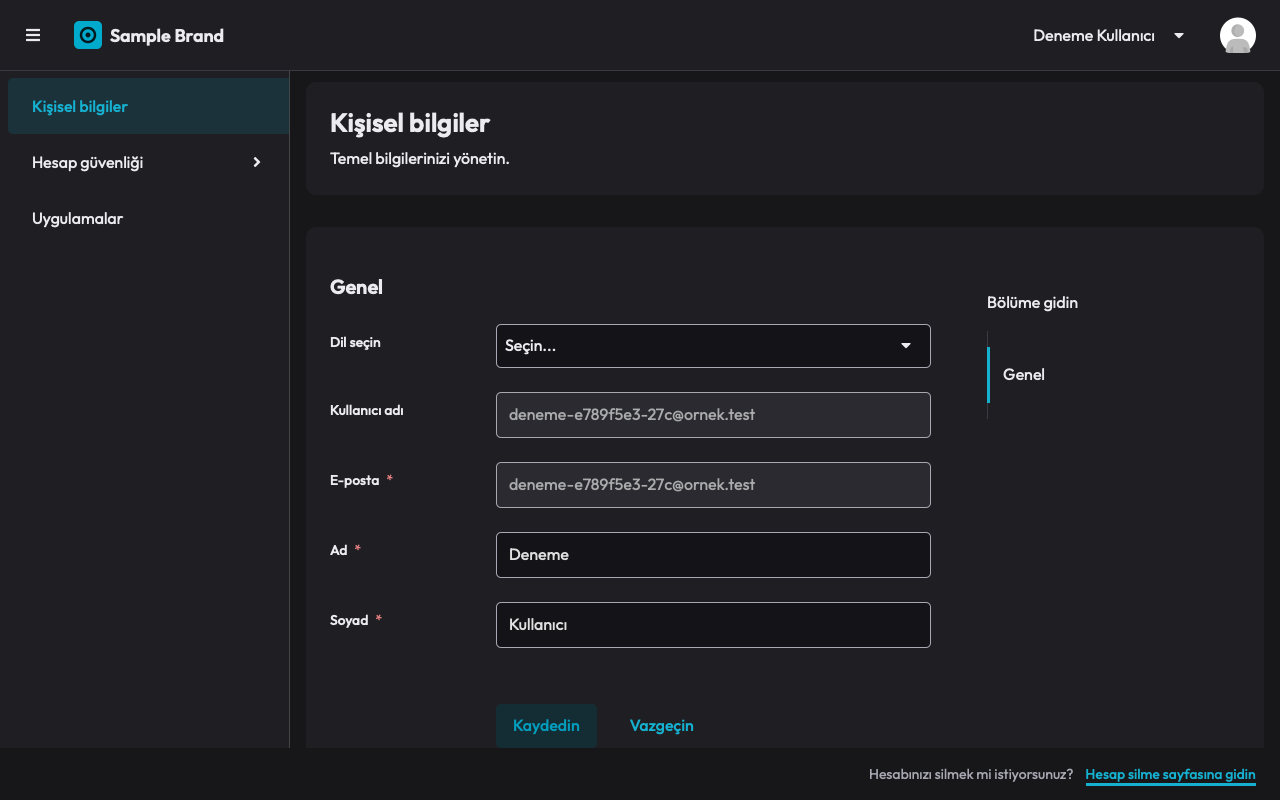 Sample Brand
Deneme Kullanıcı
Kişisel bilgiler
Hesap güvenliği
Uygulamalar
Kişisel bilgiler
Temel bilgilerinizi yönetin.
Genel
Dil seçin
Seçin...
Kullanıcı adı
deneme-e789f5e3-27c@ornek.test
E-posta *
deneme-e789f5e3-27c@ornek.test
Ad *
Deneme
Soyad *
Kullanıcı
Kaydedin
Vazgeçin
Bölüme gidin
Genel
Hesabınızı silmek mi istiyorsunuz? Hesap silme sayfasına gidin